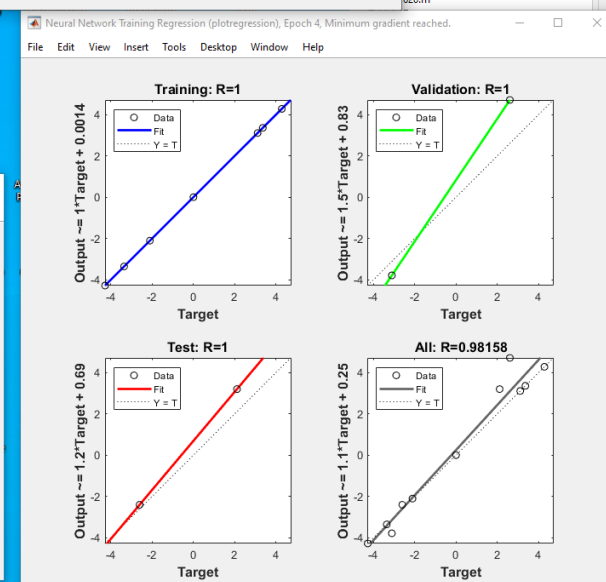 Neural Network Training Regression (plotregression), Epoch 4, Minimum gradient reached.
File Edit View Insert Tools Desktop Window Help
Training: R=1
Output ~= 1*Target + 0.0014
Data
Fit
Y = T
4
2
0
-2
-4
-4 -2 0 2 4
Target
Validation: R=1
Output ~= 1.5*Target + 0.83
Data
Fit
Y = T
4
2
0
-2
-4
-4 -2 0 2 4
Target
Test: R=1
Output ~= 1.2*Target + 0.69
Data
Fit
Y = T
4
2
0
-2
-4
-4 -2 0 2 4
Target
All: R=0.98158
Output ~= 1.1*Target + 0.25
Data
Fit
Y = T
4
2
0
-2
-4
-4 -2 0 2 4
Target